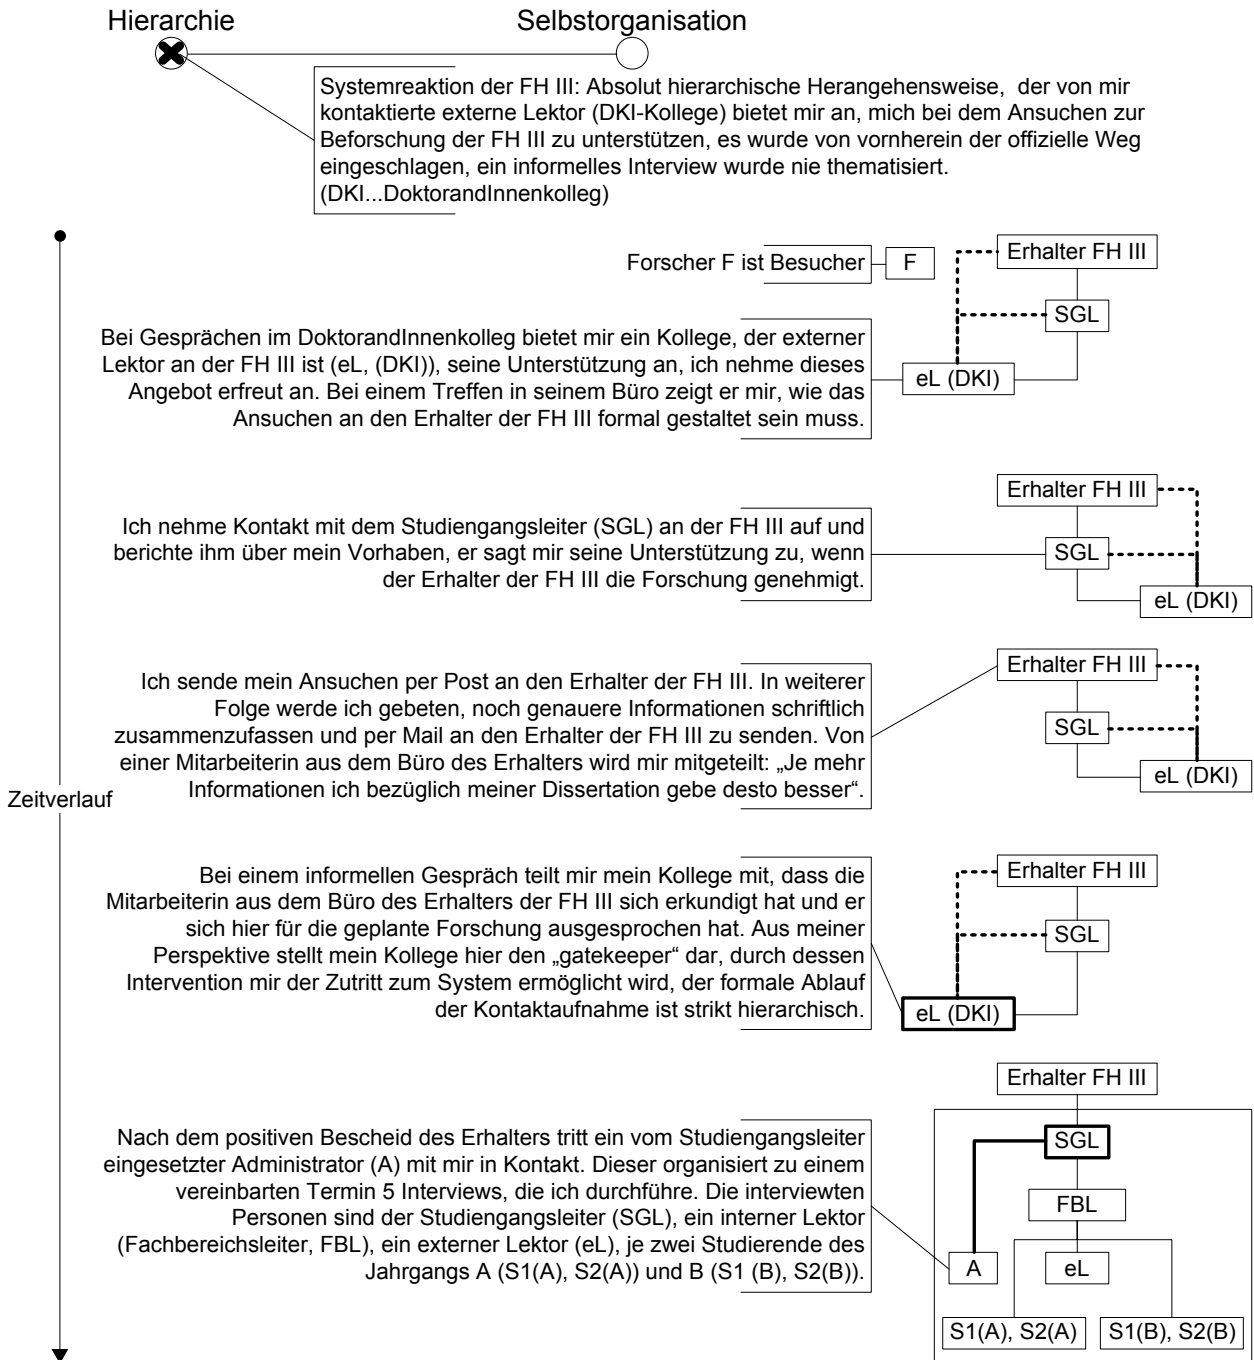 Hierarchie
Selbstorganisation
Systemreaktion der FH III: Absolut hierarchische Herangehensweise, der von mir
kontaktierte externe Lektor (DKI-Kollege) bietet mir an, mich bei dem Ansuchen zur
Beforschung der FH III zu unterstützen, es wurde von vornherein der offizielle Weg
eingeschlagen, ein informelles Interview wurde nie thematisiert.
(DKI...DoktorandInnenkolleg)
Forscher F ist Besucher
F
Erhalter FH III
SGL
eL (DKI)
Bei Gesprächen im DoktorandInnenkolleg bietet mir ein Kollege, der externer
Lektor an der FH III ist (eL, (DKI)), seine Unterstützung an, ich nehme dieses
Angebot erfreut an. Bei einem Treffen in seinem Büro zeigt er mir, wie das
Ansuchen an den Erhalter der FH III formal gestaltet sein muss.
Erhalter FH III
SGL
eL (DKI)
Ich nehme Kontakt mit dem Studiengangsleiter (SGL) an der FH III auf und
berichte ihm über mein Vorhaben, er sagt mir seine Unterstützung zu, wenn
der Erhalter der FH III die Forschung genehmigt.
Erhalter FH III
SGL
eL (DKI)
Ich sende mein Ansuchen per Post an den Erhalter der FH III. In weiterer
Folge werde ich gebeten, noch genauere Informationen schriftlich
zusammenzufassen und per Mail an den Erhalter der FH III zu senden. Von
einer Mitarbeiterin aus dem Büro des Erhalters wird mir mitgeteilt: „Je mehr
Informationen ich bezüglich meiner Dissertation gebe desto besser“.
Zeitverlauf
Erhalter FH III
SGL
eL (DKI)
Bei einem informellen Gespräch teilt mir mein Kollege mit, dass die
Mitarbeiterin aus dem Büro des Erhalters der FH III sich erkundigt hat und er
sich hier für die geplante Forschung ausgesprochen hat. Aus meiner
Perspektive stellt mein Kollege hier den „gatekeeper“ dar, durch dessen
Intervention mir der Zutritt zum System ermöglicht wird, der formale Ablauf
der Kontaktaufnahme ist strikt hierarchisch.
Erhalter FH III
SGL
FBL
A
eL
S1(A), S2(A)
S1(B), S2(B)
Nach dem positiven Bescheid des Erhalters tritt ein vom Studiengangsleiter
eingesetzter Administrator (A) mit mir in Kontakt. Dieser organisiert zu einem
vereinbarten Termin 5 Interviews, die ich durchführe. Die interviewten
Personen sind der Studiengangsleiter (SGL), ein interner Lektor
(Fachbereichsleiter, FBL), ein externer Lektor (eL), je zwei Studierende des
Jahrgangs A (S1(A), S2(A)) und B (S1 (B), S2(B)).